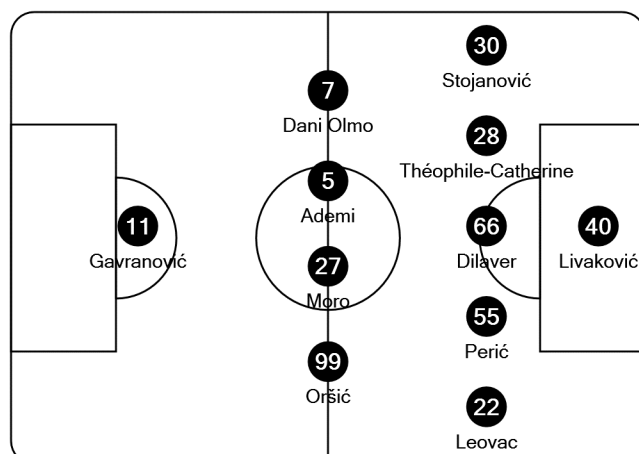 30
Stojanović
7
Dani Olmo
28
Théophile-Catherine
5
Ademi
11
Gavranović
66
Dilaver
40
Livaković
27
Moro
55
Perić
99
Oršić
22
Leovac